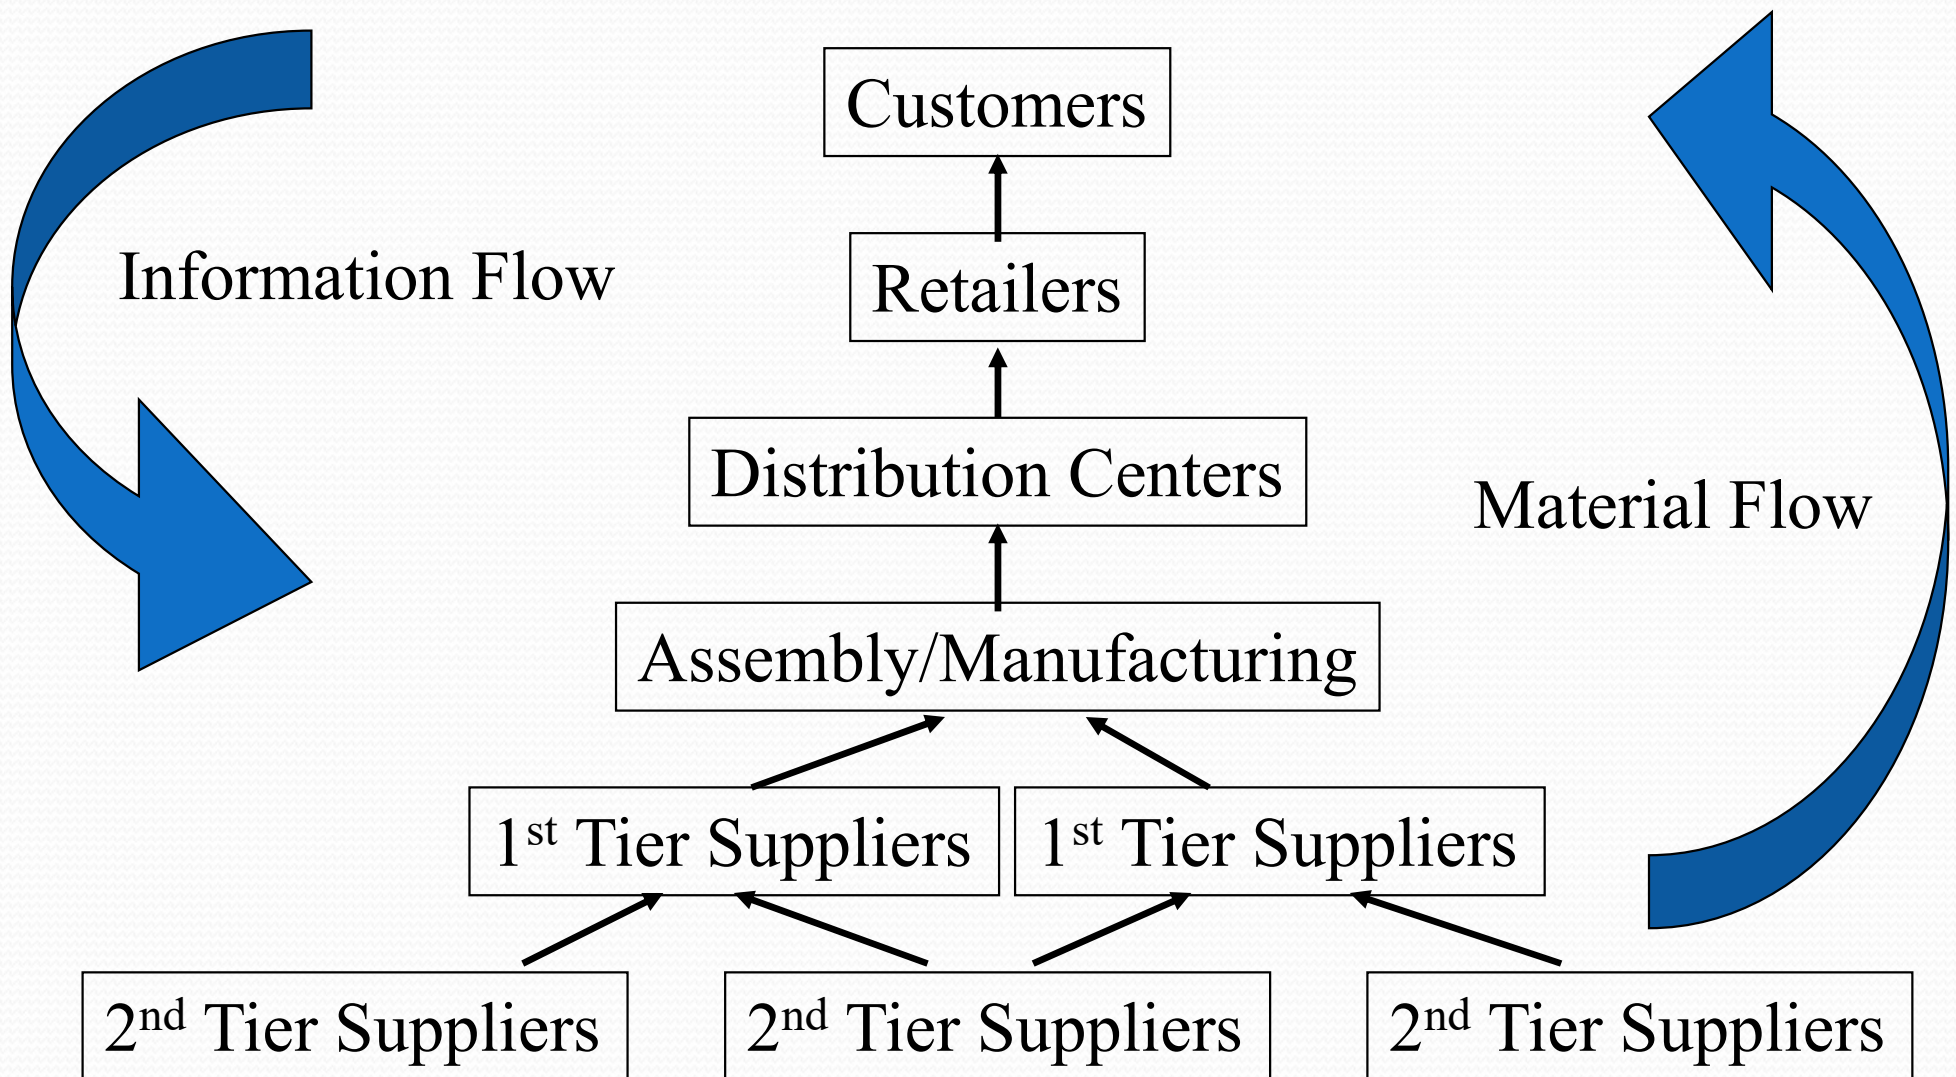 Customers
Information Flow
Retailers
Distribution Centers
Material Flow
Assembly/Manufacturing
1st Tier Suppliers
1st Tier Suppliers
2nd Tier Suppliers
2nd Tier Suppliers
2nd Tier Suppliers